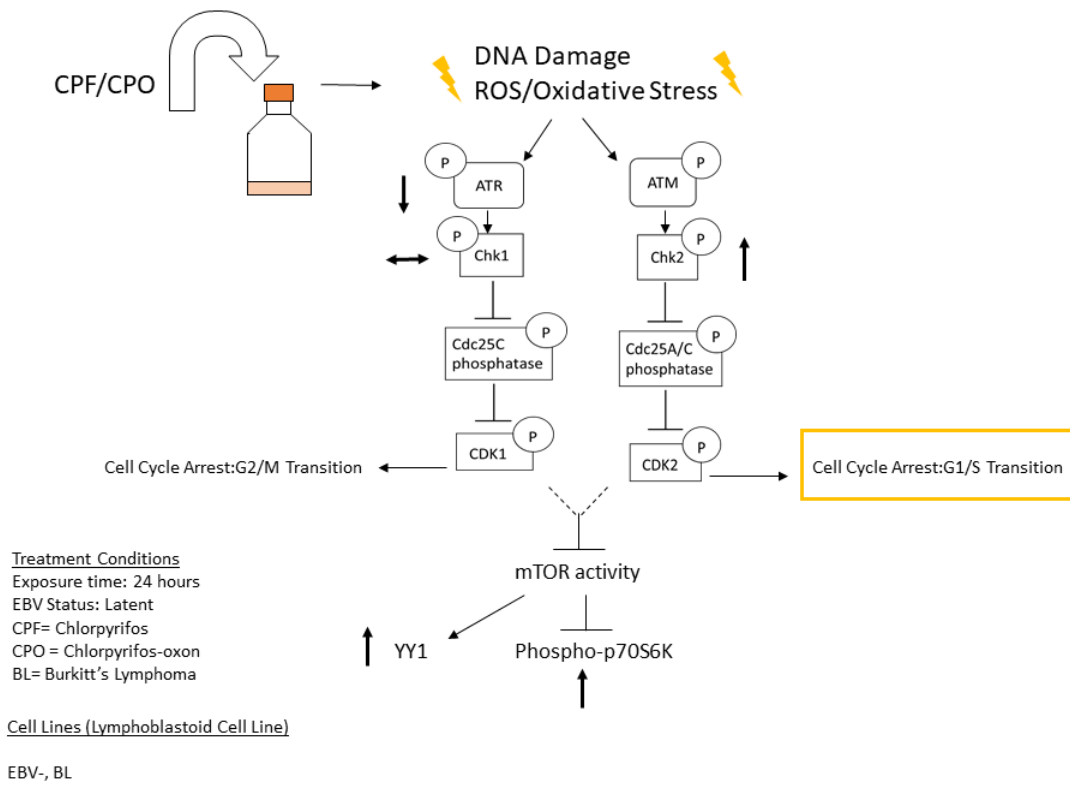 CPF/CPO
DNA Damage
ROS/Oxidative Stress
P
ATR
P
ATM
P
Chk1
P
Chk2
P
Cdc25C
phosphatase
P
Cdc25A/C
phosphatase
P
CDK1
P
CDK2
Cell Cycle Arrest:G2/M Transition
Cell Cycle Arrest:G1/S Transition
mTOR activity
YY1
Phospho-p70S6K
Treatment Conditions
Exposure time: 24 hours
EBV Status: Latent
CPF= Chlorpyrifos
CPO = Chlorpyrifos-oxon
BL= Burkitt's Lymphoma
Cell Lines (Lymphoblastoid Cell Line)
EBV-, BL